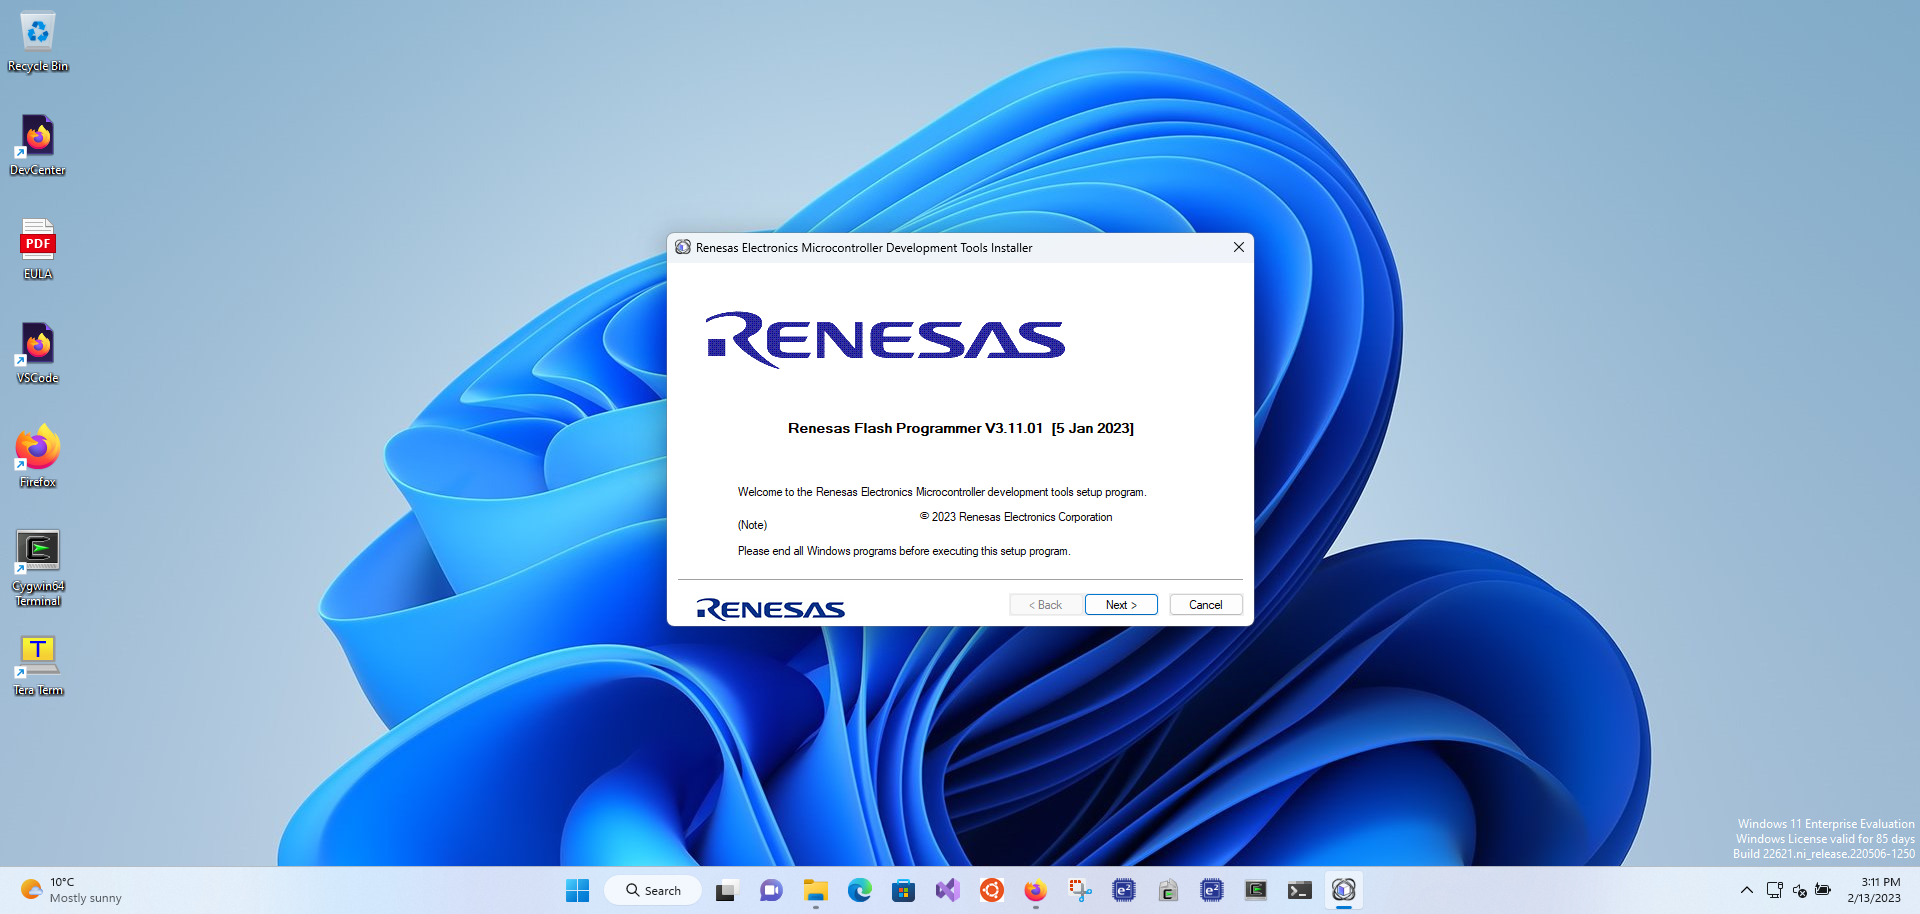 Recycle Bin
DevCenter
PDF
EULA
VSCode
Firefox
Cygwin64
Terminal
T
Tera Term
Renesas Electronics Microcontroller Development Tools Installer
RENESAS
Renesas Flash Programmer V3.11.01 [5 Jan 2023]
Welcome to the Renesas Electronics Microcontroller development tools setup program.
© 2023 Renesas Electronics Corporation
(Note)
Please end all Windows programs before executing this setup program.
RENESAS
< Back
Next >
Cancel
Windows 11 Enterprise Evaluation
Windows License valid for 85 days
Build 22621.ni_release.220506-1250
10°C
Mostly sunny
Search
e²
e²
3:11 PM
2/13/2023